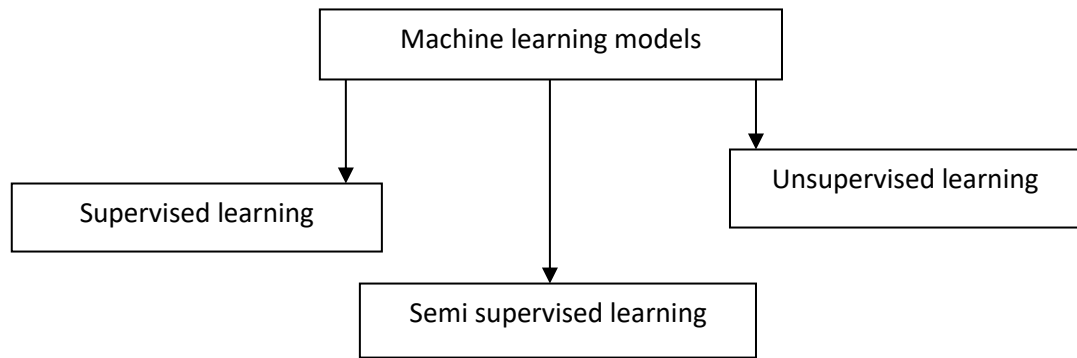 Machine learning models
Supervised learning
Unsupervised learning
Semi supervised learning